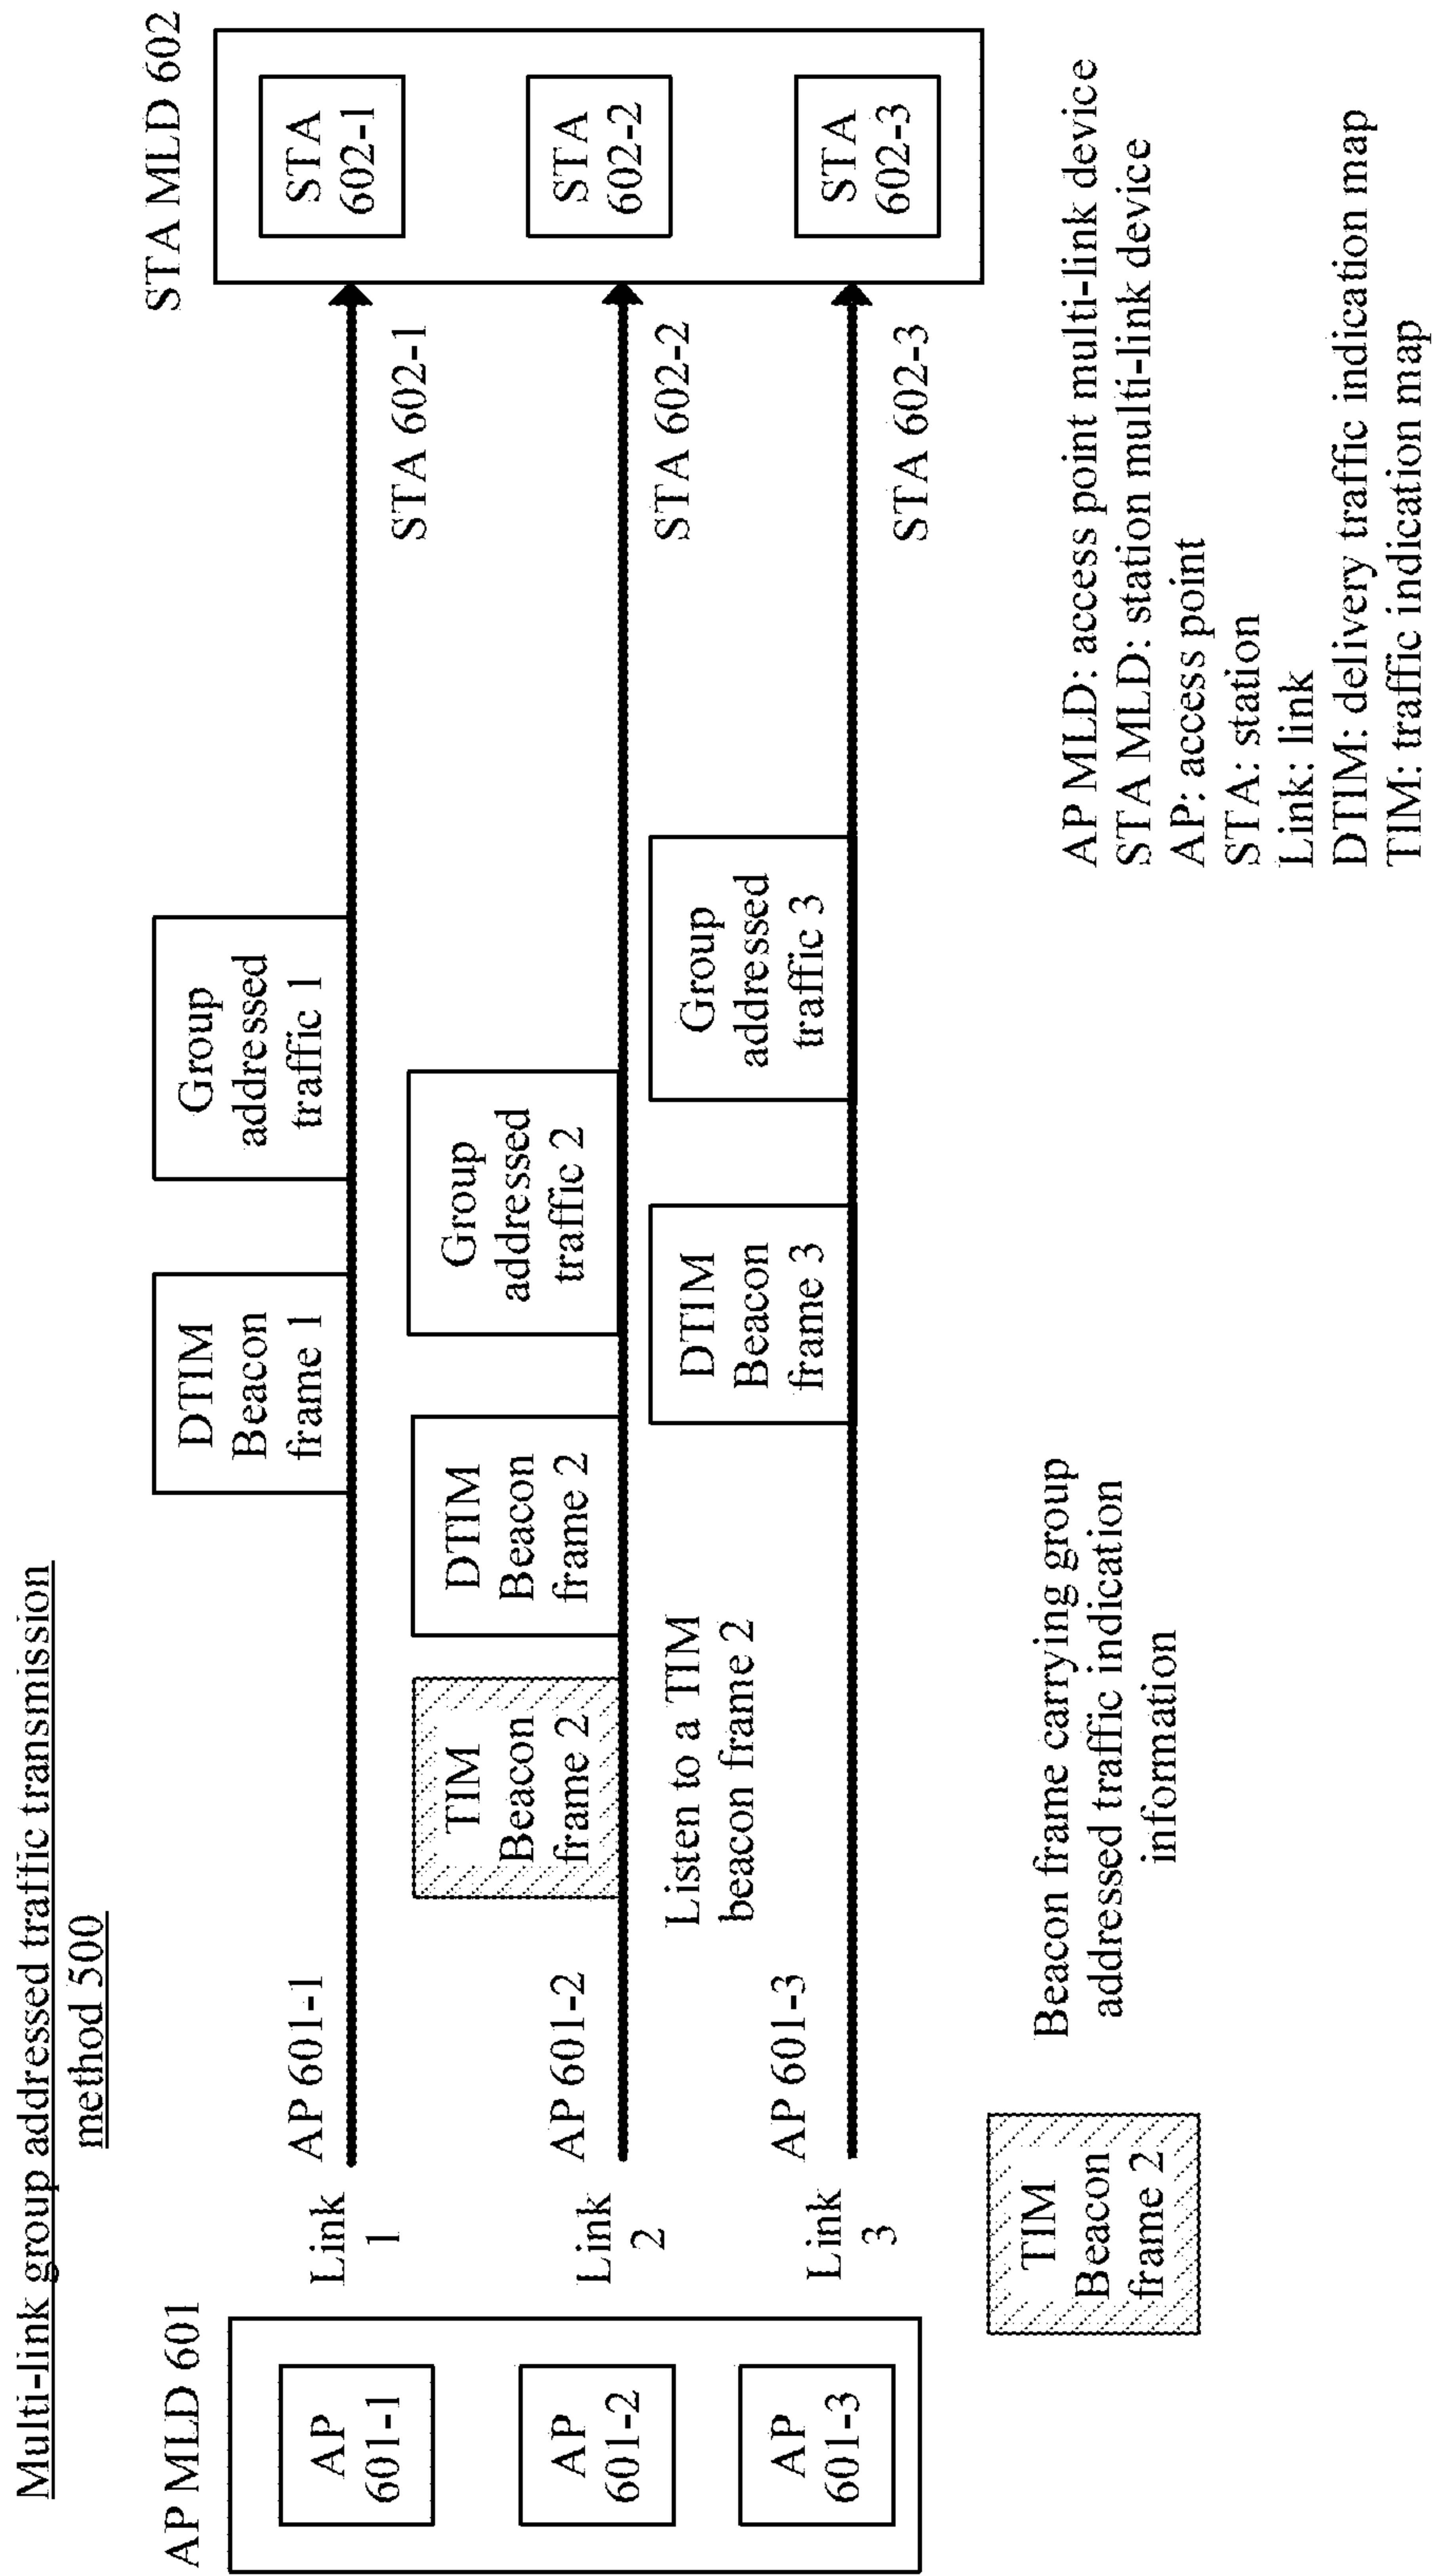 Multi-link group addressed traffic transmission
method 500
AP MLD 601
AP
601-1
AP
601-2
AP
601-3
Link
1
Link
2
Link
3
AP 601-1
AP 601-2
AP 601-3
DTIM
Beacon
frame 1
Group
addressed
traffic 1
TIM
Beacon
frame 2
DTIM
Beacon
frame 2
Group
addressed
traffic 2
Listen to a TIM
beacon frame 2
DTIM
Beacon
frame 3
Group
addressed
traffic 3
STA 602-1
STA 602-2
STA 602-3
STA MLD 602
STA
602-1
STA
602-2
STA
602-3
TIM
Beacon
frame 2
Beacon frame carrying group
addressed traffic indication
information
AP MLD: access point multi-link device
STA MLD: station multi-link device
AP: access point
STA: station
Link: link
DTIM: delivery traffic indication map
TIM: traffic indication map